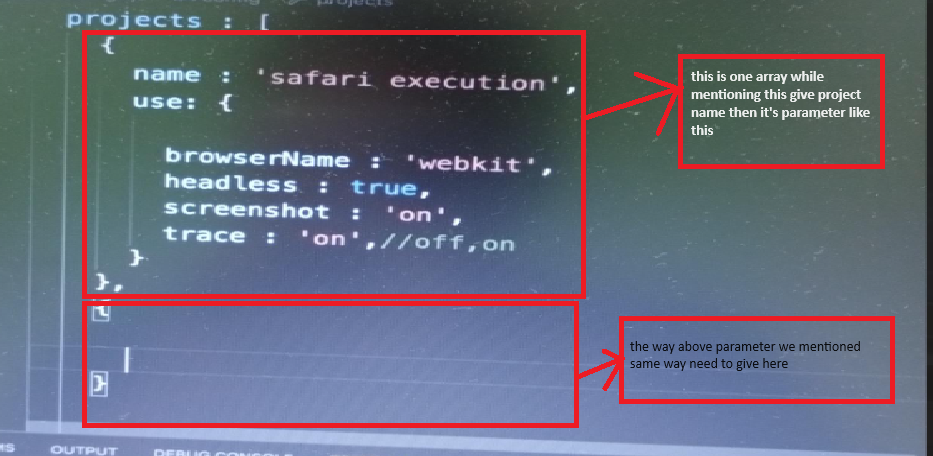 projects
projects : [
{
name : 'safari execution',
use: {
browserName : 'webkit',
headless : true,
screenshot : 'on',
trace : 'on',//off,on
}
},
{
}
this is one array while
mentioning this give project
name then it's parameter like
this
the way above parameter we mentioned
same way need to give here
MS OUTPUT DEBUG CONSOLE